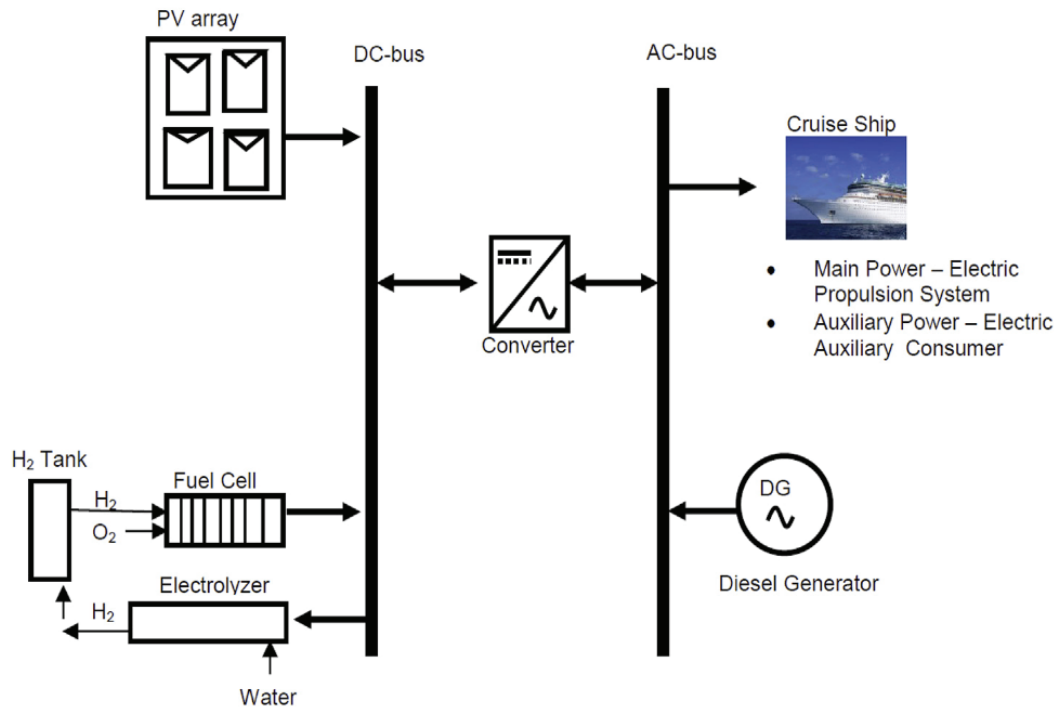 PV array
DC-bus
AC-bus
Cruise Ship
• Main Power – Electric
Propulsion System
• Auxiliary Power – Electric
Auxiliary Consumer
Converter
H₂ Tank
Fuel Cell
H₂
O₂
DG
Electrolyzer
Diesel Generator
H₂
Water